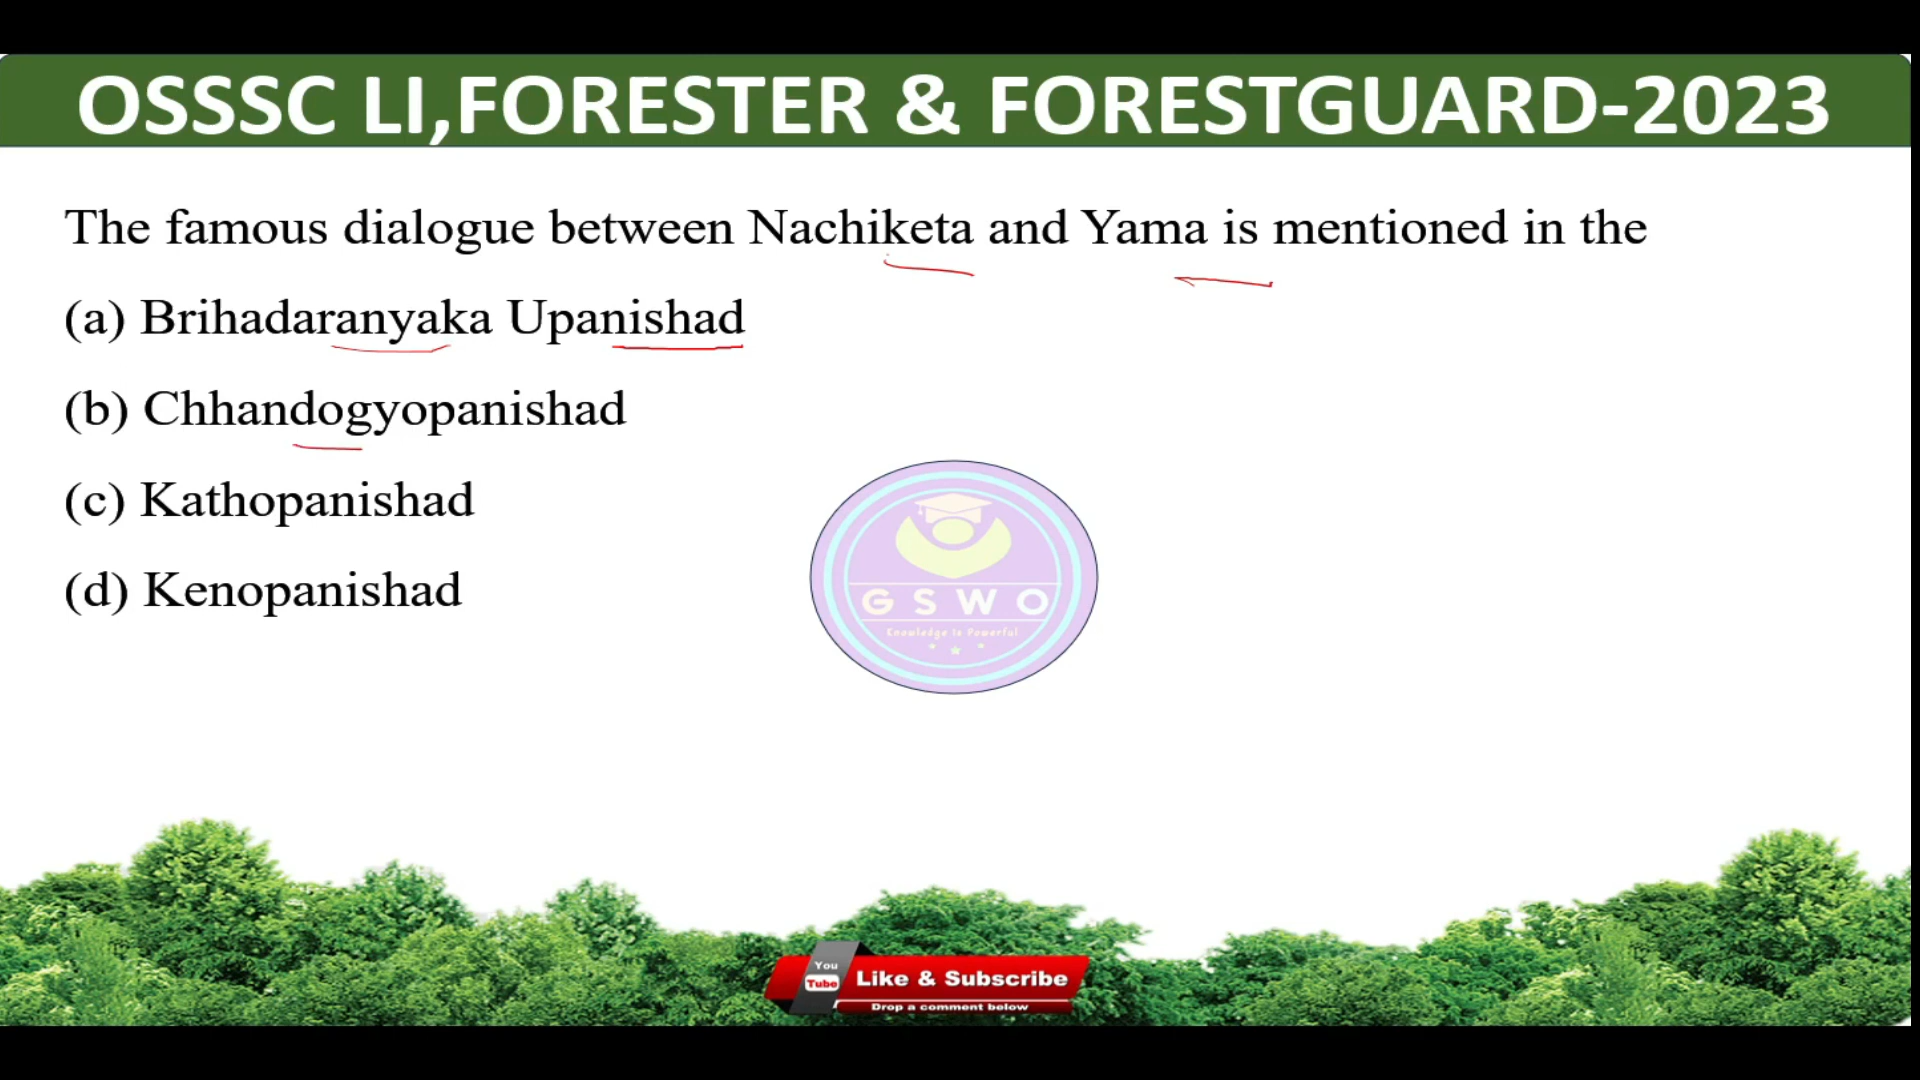 OSSSC LI,FORESTER & FORESTGUARD-2023
The famous dialogue between Nachiketa and Yama is mentioned in the
(a) Brihadaranyaka Upanishad
(b) Chhandogyopanishad
(c) Kathopanishad
(d) Kenopanishad
GSWO
Knowledge Is Powerful
You
Tube
Like & Subscribe
Drop a comment below